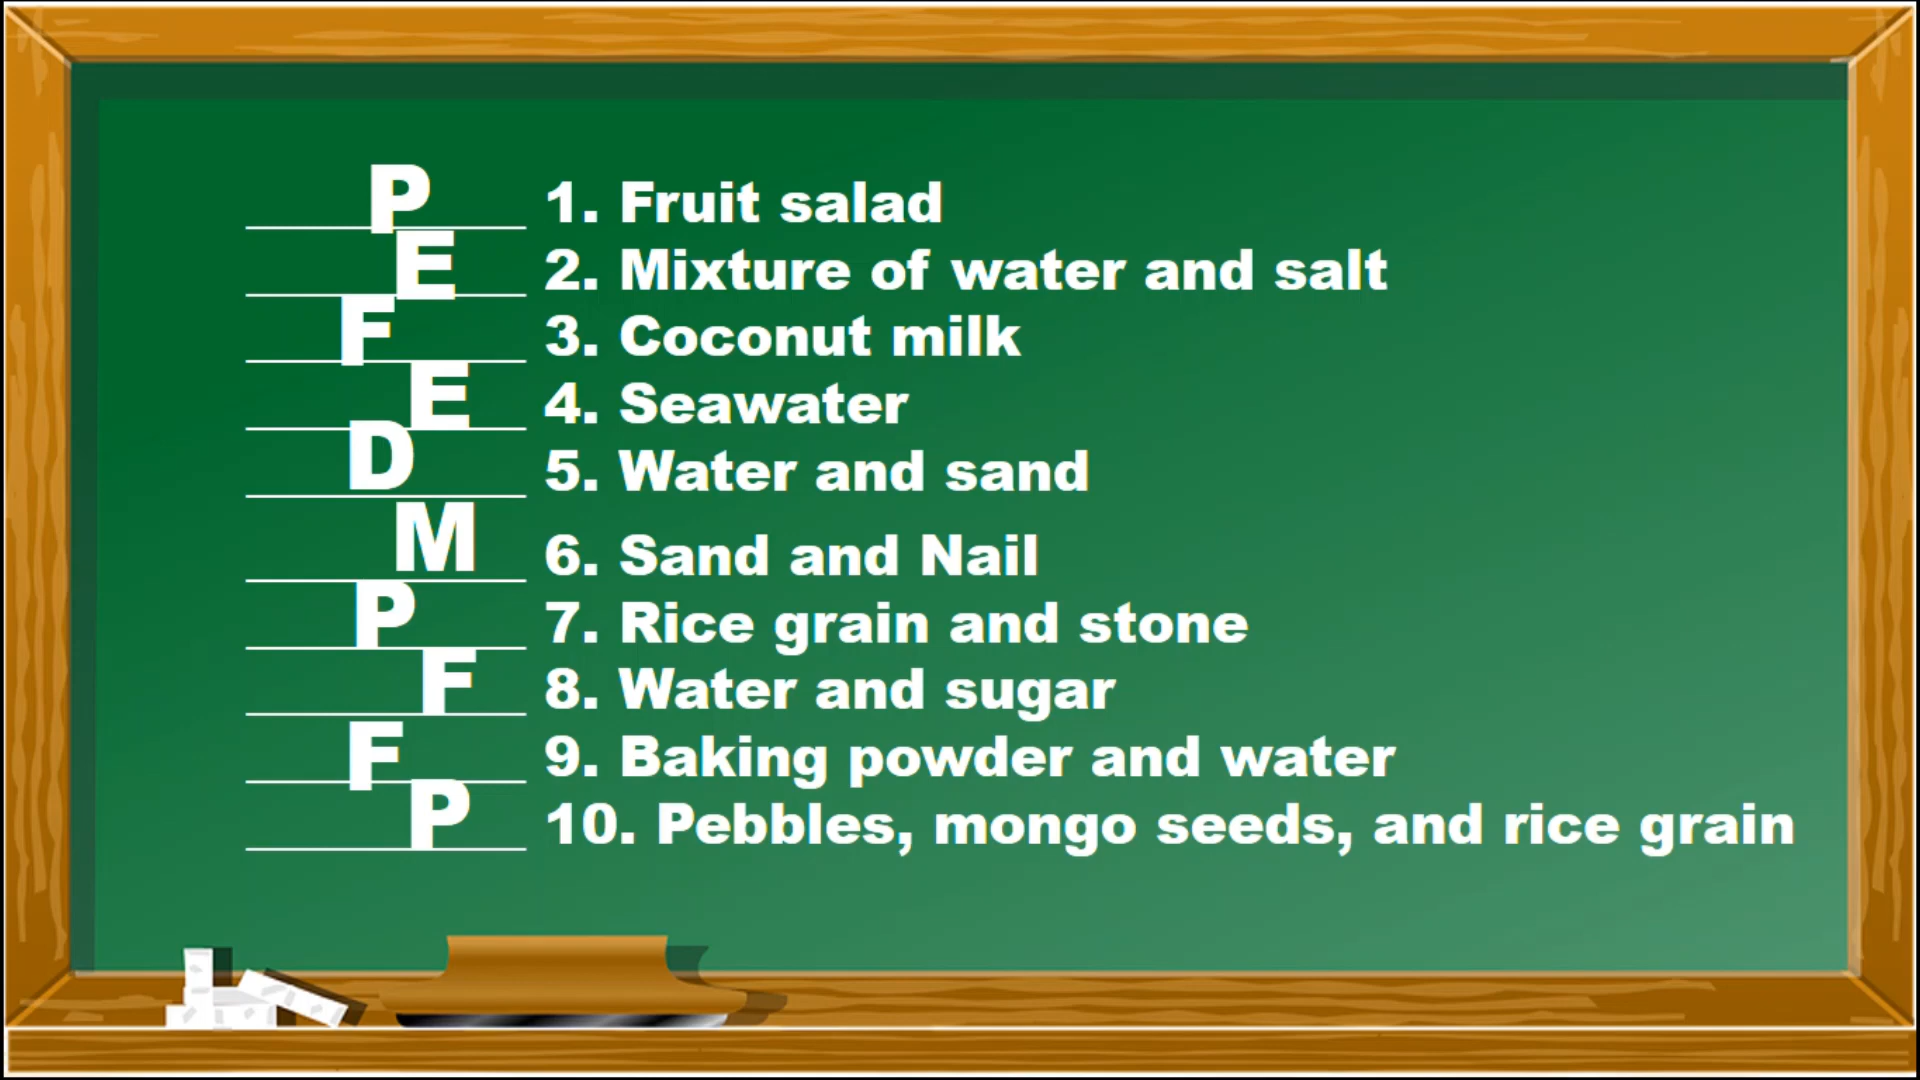 P 1. Fruit salad
E 2. Mixture of water and salt
F 3. Coconut milk
E 4. Seawater
D 5. Water and sand
M 6. Sand and Nail
P 7. Rice grain and stone
F 8. Water and sugar
F 9. Baking powder and water
P 10. Pebbles, mongo seeds, and rice grain